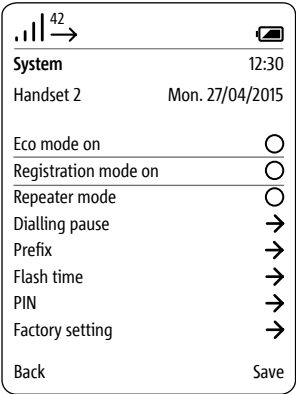 42
System 12:30
Handset 2 Mon. 27/04/2015
Eco mode on
Registration mode on
Repeater mode
Dialling pause
Prefix
Flash time
PIN
Factory setting
Back Save